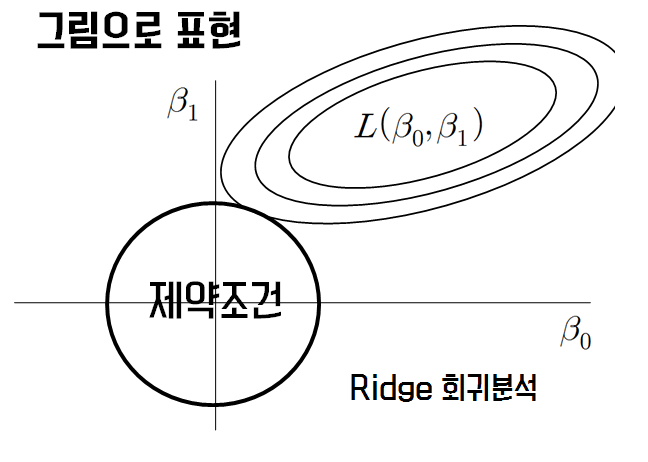 그림으로 표현
β₁
L(β₀,β₁)
제약조건
β₀
Ridge 회귀분석